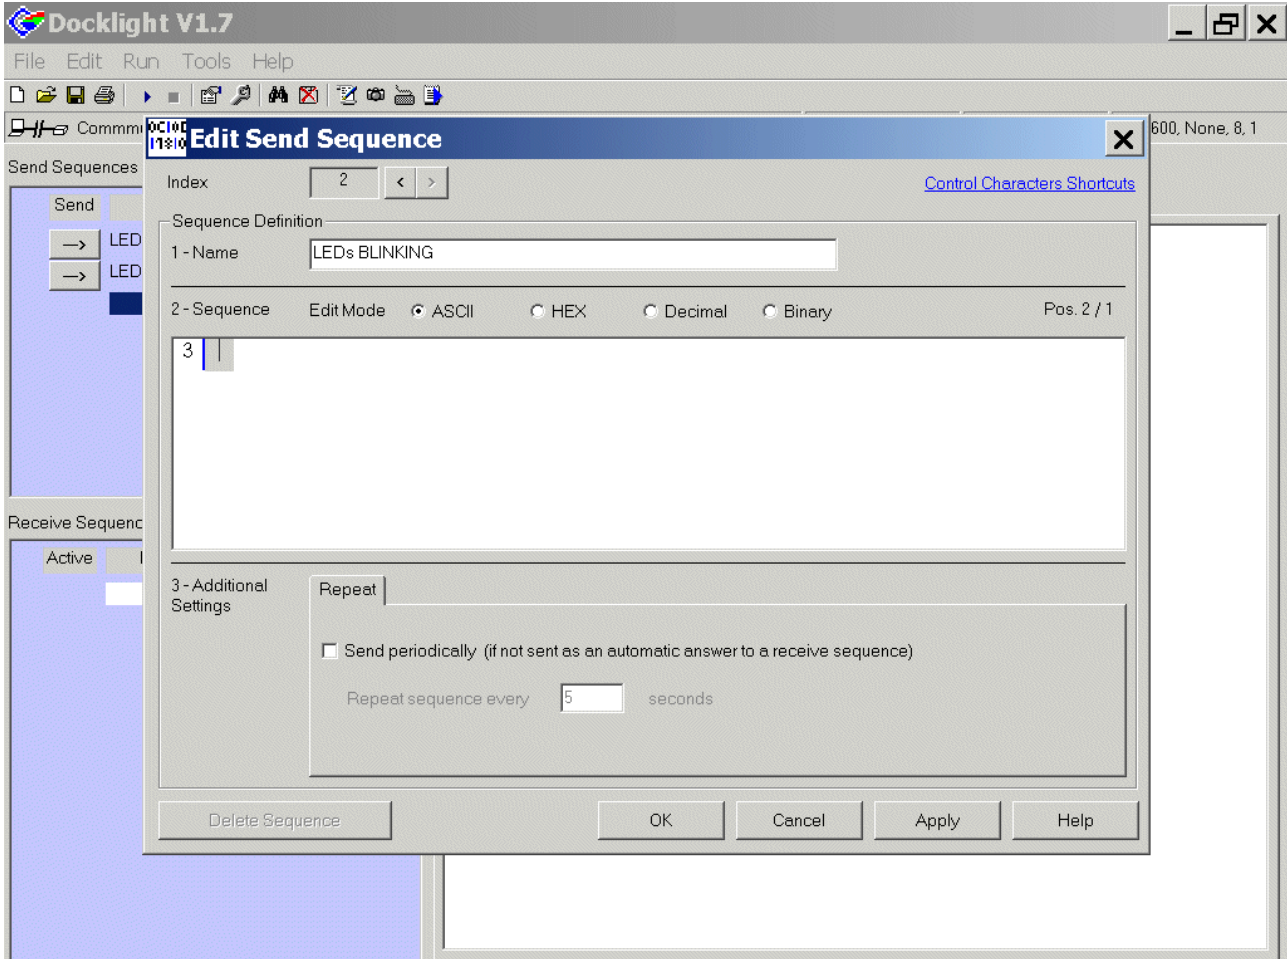 Docklight V1.7
File Edit Run Tools Help
600, None, 8, 1
Edit Send Sequence
Send Sequences
Index 2 < > Control Characters Shortcuts
Send
Sequence Definition
--> LED
1 - Name LEDs BLINKING
--> LED
2 - Sequence Edit Mode ASCII HEX Decimal Binary Pos. 2 / 1
3
Active
3 - Additional
Settings
Repeat
Send periodically (if not sent as an automatic answer to a receive sequence)
Repeat sequence every 5 seconds
Delete Sequence OK Cancel Apply Help